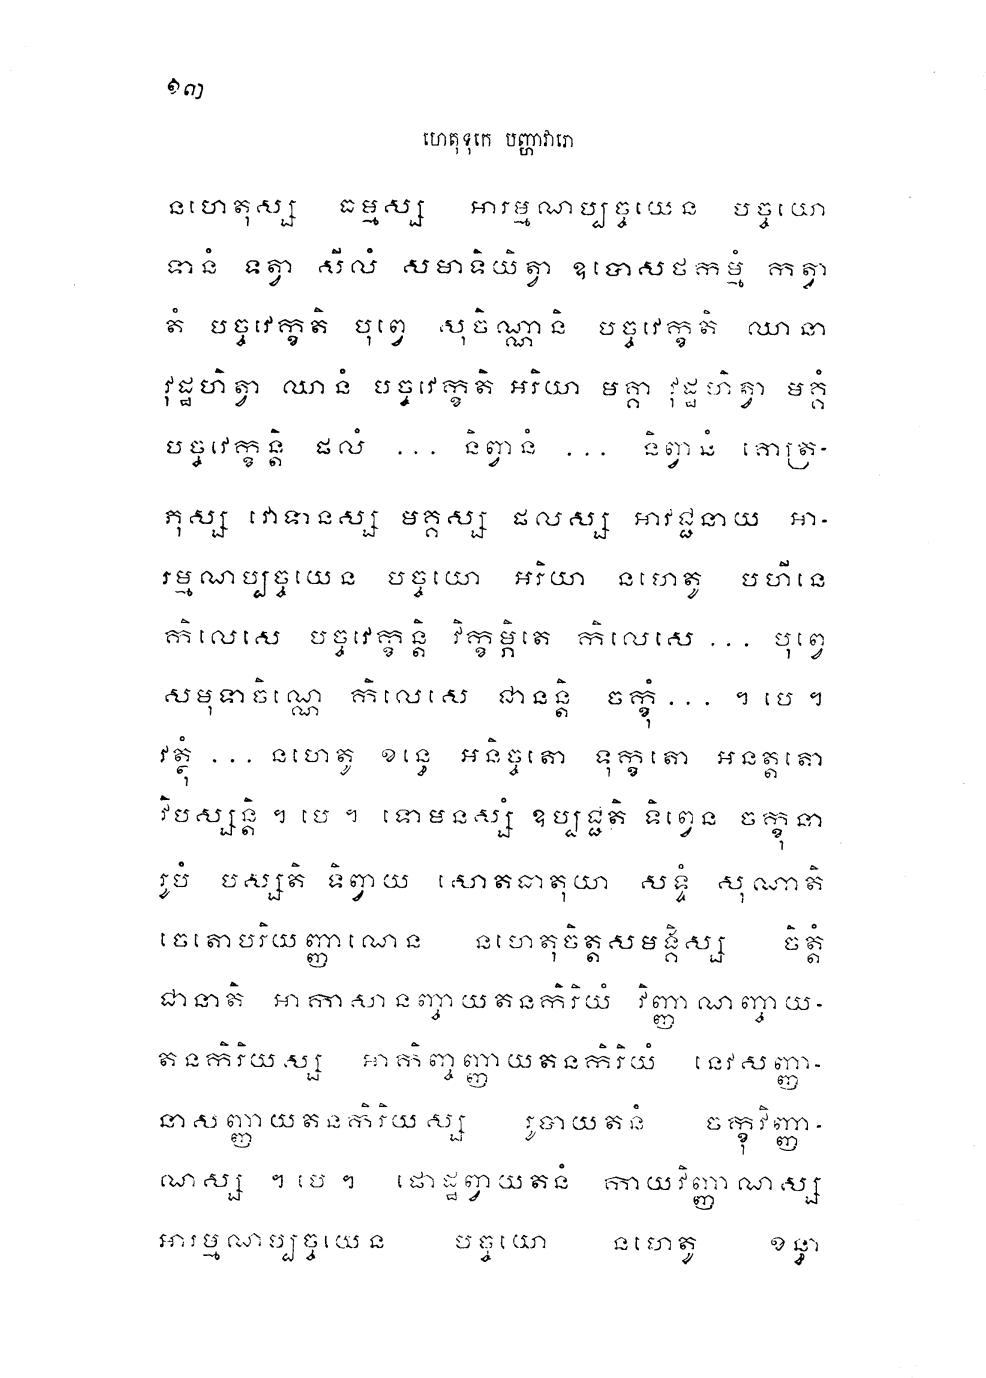 ១៣
ហេតុទុកេ បញ្ហាវារោ
នហេតុស្ស ធម្មស្ស អារម្មណប្បច្ចយេន បច្ចយោ
ទានំ ទត្វា សីលំ សមាទិយិត្វា ឧបោសថកម្មំ កត្វា
តំ បច្ចវេក្ខតិ បុព្វេ សុចិណ្ណានិ បច្ចវេក្ខតិ ឈានា
វុដ្ឋហិត្វា ឈានំ បច្ចវេក្ខតិ អរិយា មគ្គា វុដ្ឋហិត្វា មគ្គំ
បច្ចវេក្ខន្តិ ផលំ ... និព្វានំ ... និព្វានំ គោត្រ-
ភុស្ស វោទានស្ស មគ្គស្ស ផលស្ស អាវជ្ជនាយ អា-
រម្មណប្បច្ចយេន បច្ចយោ អរិយា នហេតូ បហីនេ
កិលេសេ បច្ចវេក្ខន្តិ វិក្ខម្ភិតេ កិលេសេ ... បុព្វេ
សមុទាចិណ្ណេ កិលេសេ ជានន្តិ ចក្ខុំ ... ។ បេ ។
វត្ថុំ ... នហេតូ ខន្ធេ អនិច្ចតោ ទុក្ខតោ អនត្តតោ
វិបស្សន្តិ ។ បេ ។ ទោមនស្សំ ឧប្បជ្ជតិ ទិព្វេន ចក្ខុនា
រូបំ បស្សតិ ទិព្វាយ សោតធាតុយា សទ្ទំ សុណាតិ
ចេតោបរិយញ្ញាណេន នហេតុចិត្តសមង្គិស្ស ចិត្តំ
ជានាតិ អាកាសានញ្ចាយតនកិរិយំ វិញ្ញាណញ្ចាយ-
តនកិរិយស្ស អាកិញ្ចញ្ញាយតនកិរិយំ នេវសញ្ញា-
នាសញ្ញាយតនកិរិយស្ស រូបាយតនំ ចក្ខុវិញ្ញា-
ណស្ស ។ បេ ។ ផោដ្ឋព្វាយតនំ កាយវិញ្ញាណស្ស
អារម្មណប្បច្ចយេន បច្ចយោ នហេតូ ខន្ធា